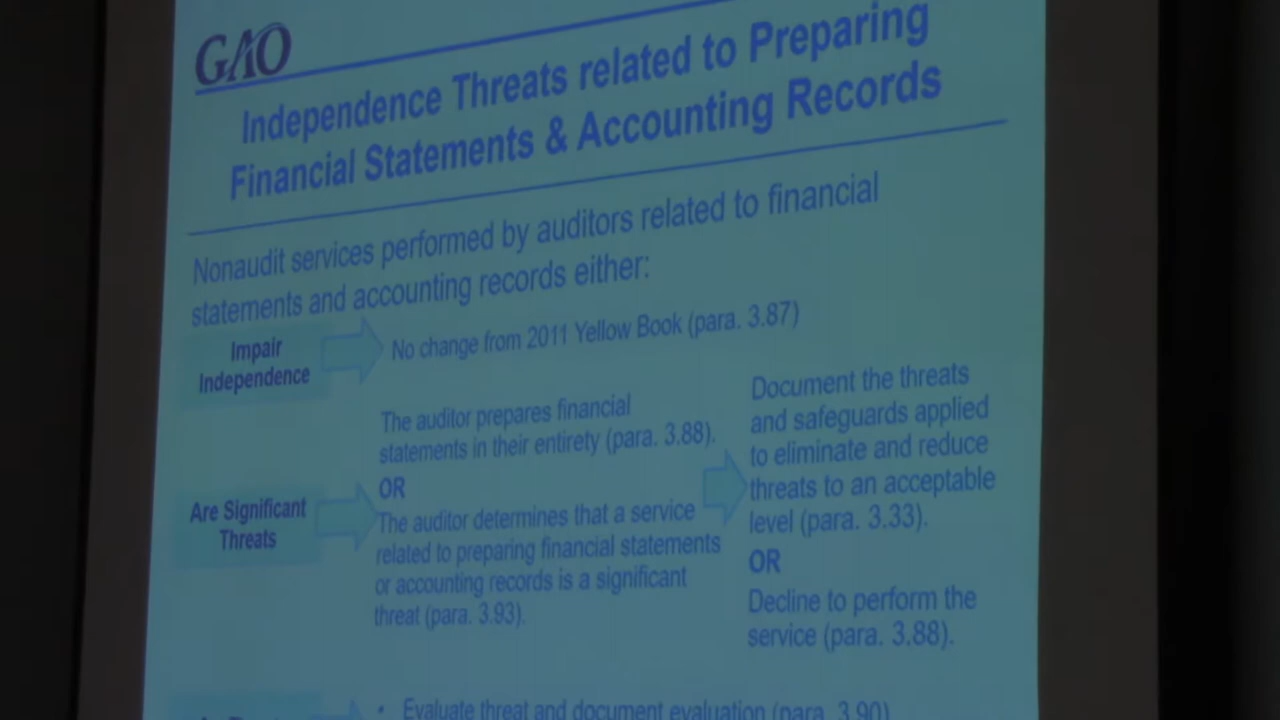 GAO
Independence Threats related to Preparing
Financial Statements & Accounting Records
Nonaudit services performed by auditors related to financial
statements and accounting records either:
Impair
Independence
No change from 2011 Yellow Book (para. 3.87)
The auditor prepares financial
statements in their entirety (para. 3.88).
OR
The auditor determines that a service
related to preparing financial statements
or accounting records is a significant
threat (para. 3.93).
Are Significant
Threats
Document the threats
and safeguards applied
to eliminate and reduce
threats to an acceptable
level (para. 3.33).
OR
Decline to perform the
service (para. 3.88).
• Evaluate threat and document evaluation (para. 3.90)